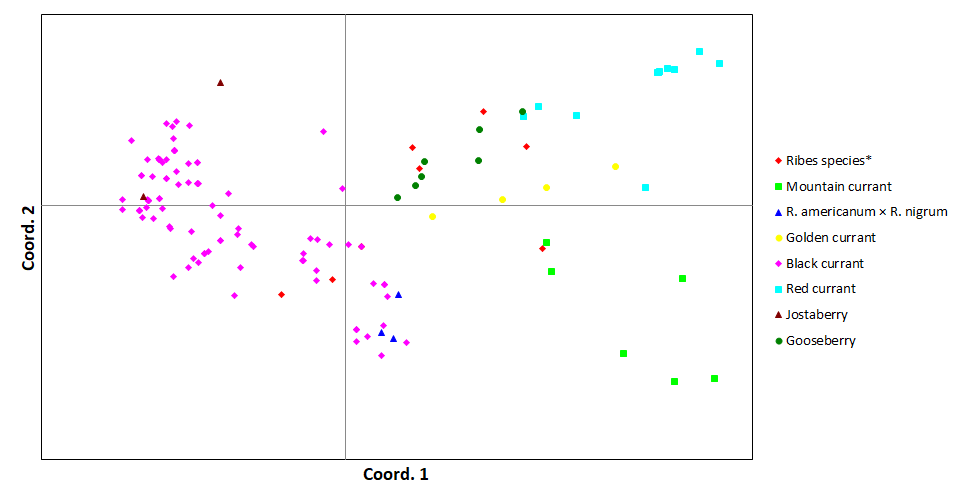 Coord. 2
Coord. 1
Ribes species*
Mountain currant
R. americanum × R. nigrum
Golden currant
Black currant
Red currant
Jostaberry
Gooseberry